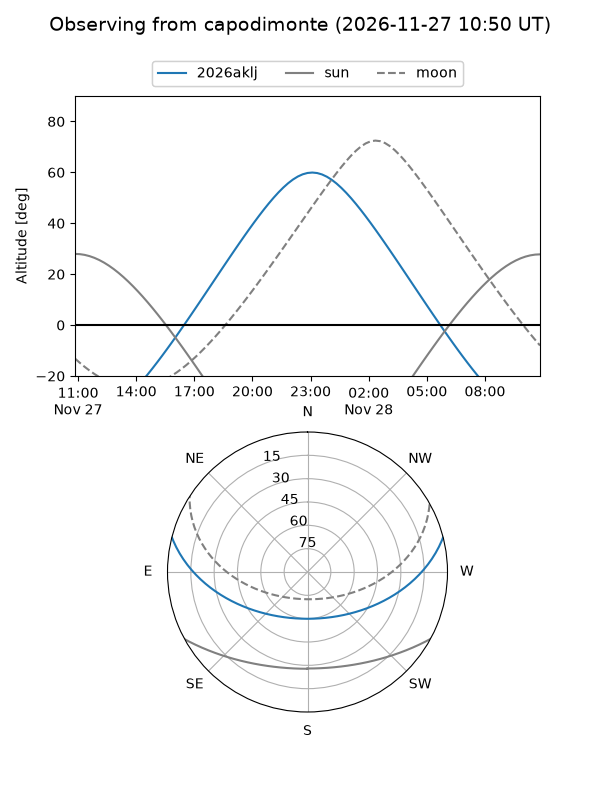 Observing from capodimonte (2026-11-27 10:50 UT)
2026aklj sun moon
Altitude [deg]
80
60
40
20
0
−20
11:00 14:00 17:00 20:00 23:00 02:00 05:00 08:00
Nov 27 Nov 28
N
NE NW
15
30
45
60
75
E W
SE SW
S